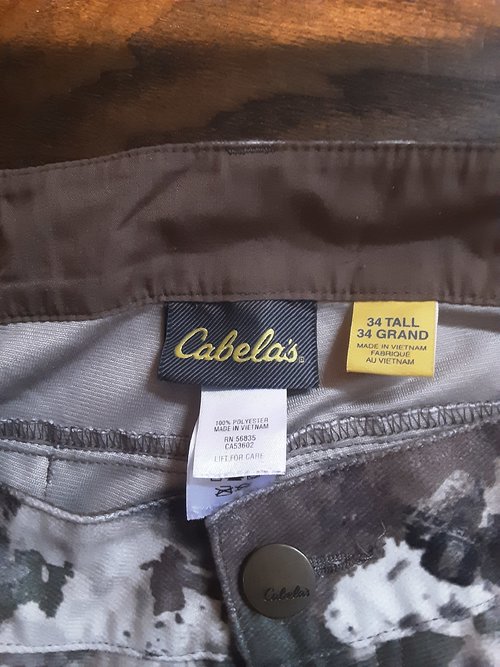 Cabela's
34 TALL
34 GRAND
MADE IN VIETNAM
FABRIQUÉ
AU VIETNAM
100% POLYESTER
MADE IN VIETNAM
RN 56835
CA53602
LIFT FOR CARE
Cabela's